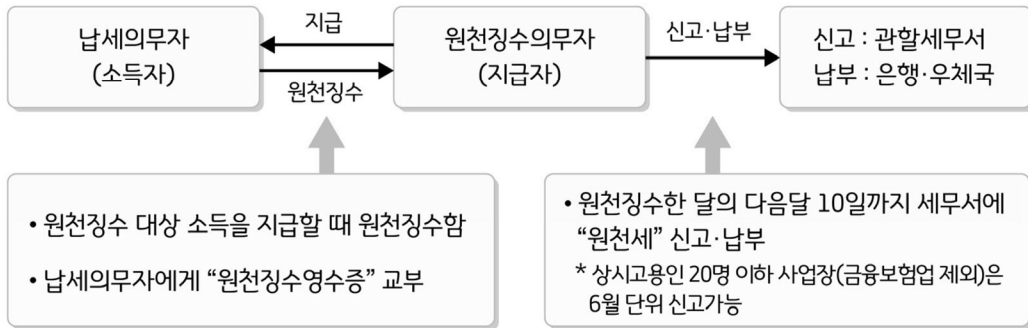 납세의무자
(소득자)
지급
원천징수
원천징수의무자
(지급자)
신고·납부
신고 : 관할세무서
납부 : 은행·우체국
• 원천징수 대상 소득을 지급할 때 원천징수함
• 납세의무자에게 “원천징수영수증” 교부
• 원천징수한 달의 다음달 10일까지 세무서에
“원천세” 신고·납부
* 상시고용인 20명 이하 사업장(금융보험업 제외)은
6월 단위 신고가능